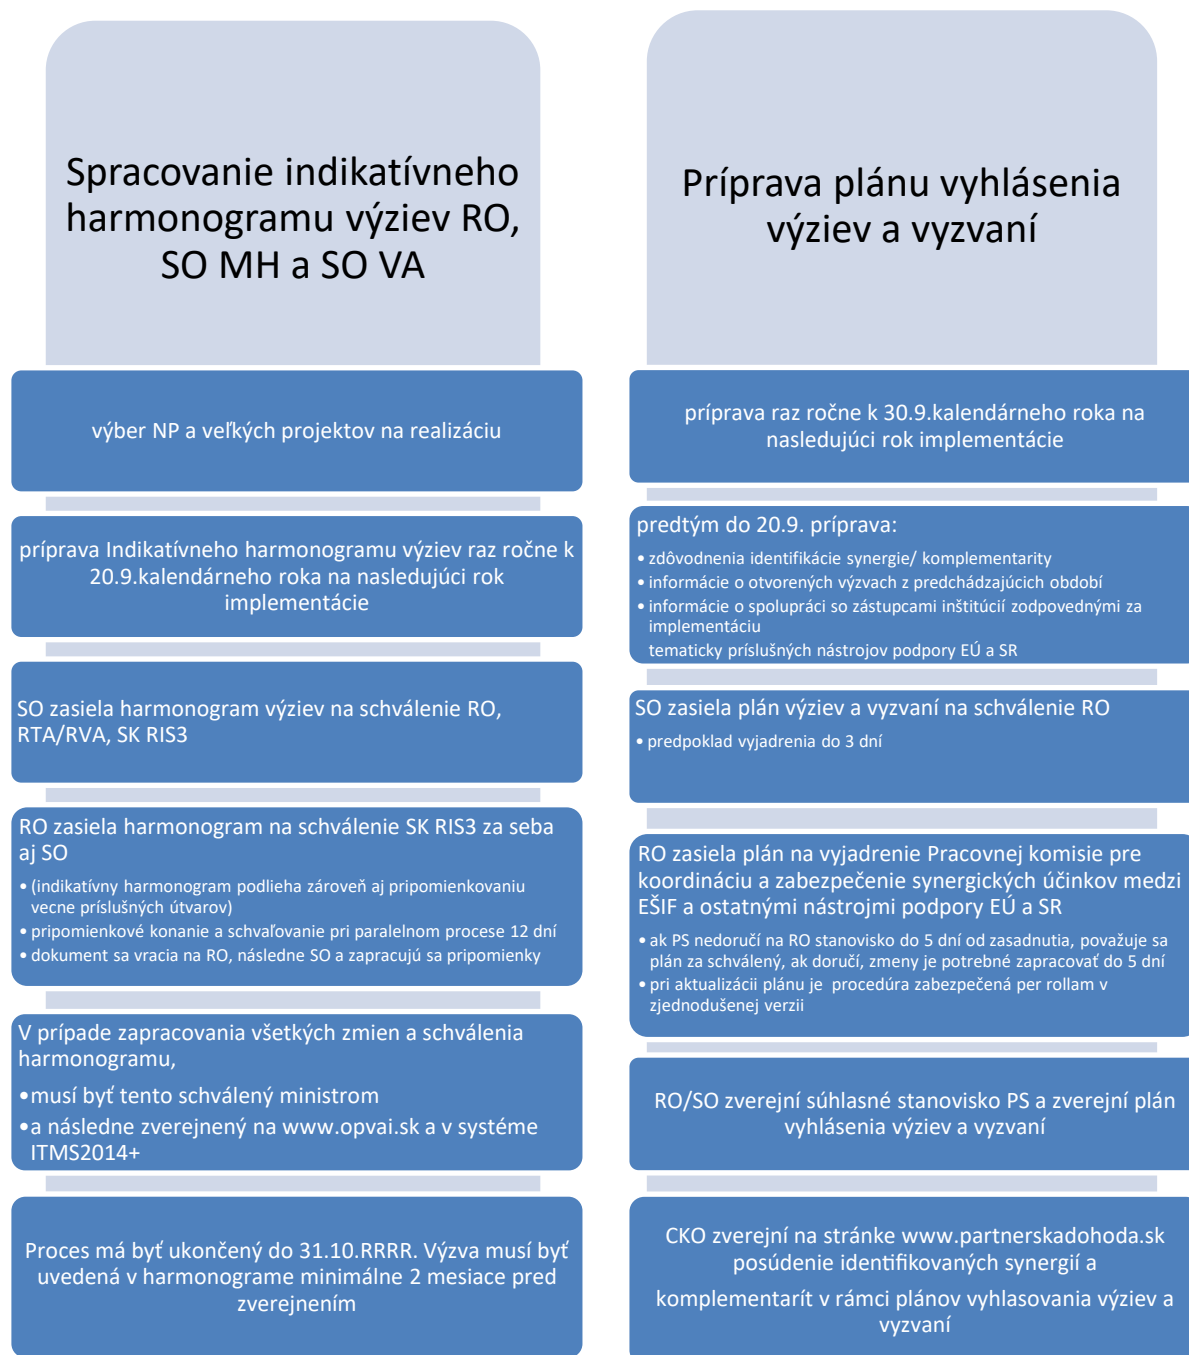 Spracovanie indikatívneho
harmonogramu výziev RO,
SO MH a SO VA
výber NP a veľkých projektov na realizáciu
príprava Indikatívneho harmonogramu výziev raz ročne k
20.9.kalendárneho roka na nasledujúci rok
implementácie
SO zasiela harmonogram výziev na schválenie RO,
RTA/RVA, SK RIS3
RO zasiela harmonogram na schválenie SK RIS3 za seba
aj SO
• (indikatívny harmonogram podlieha zároveň aj pripomienkovaniu
vecne príslušných útvarov)
• pripomienkové konanie a schvaľovanie pri paralelnom procese 12 dní
• dokument sa vracia na RO, následne SO a zapracujú sa pripomienky
V prípade zapracovania všetkých zmien a schválenia
harmonogramu,
•musí byť tento schválený ministrom
•a následne zverejnený na www.opvai.sk a v systéme
ITMS2014+
Proces má byť ukončený do 31.10.RRRR. Výzva musí byť
uvedená v harmonograme minimálne 2 mesiace pred
zverejnením
Príprava plánu vyhlásenia
výziev a vyzvaní
príprava raz ročne k 30.9.kalendárneho roka na
nasledujúci rok implementácie
predtým do 20.9. príprava:
• zdôvodnenia identifikácie synergie/ komplementarity
• informácie o otvorených výzvach z predchádzajúcich období
• informácie o spolupráci so zástupcami inštitúcií zodpovednými za
implementáciu
tematicky príslušných nástrojov podpory EÚ a SR
SO zasiela plán výziev a vyzvaní na schválenie RO
• predpoklad vyjadrenia do 3 dní
RO zasiela plán na vyjadrenie Pracovnej komisie pre
koordináciu a zabezpečenie synergických účinkov medzi
EŠIF a ostatnými nástrojmi podpory EÚ a SR
• ak PS nedoručí na RO stanovisko do 5 dní od zasadnutia, považuje sa
plán za schválený, ak doručí, zmeny je potrebné zapracovať do 5 dní
• pri aktualizácii plánu je procedúra zabezpečená per rollam v
zjednodušenej verzii
RO/SO zverejní súhlasné stanovisko PS a zverejní plán
vyhlásenia výziev a vyzvaní
CKO zverejní na stránke www.partnerskadohoda.sk
posúdenie identifikovaných synergií a
komplementarít v rámci plánov vyhlasovania výziev a
vyzvaní